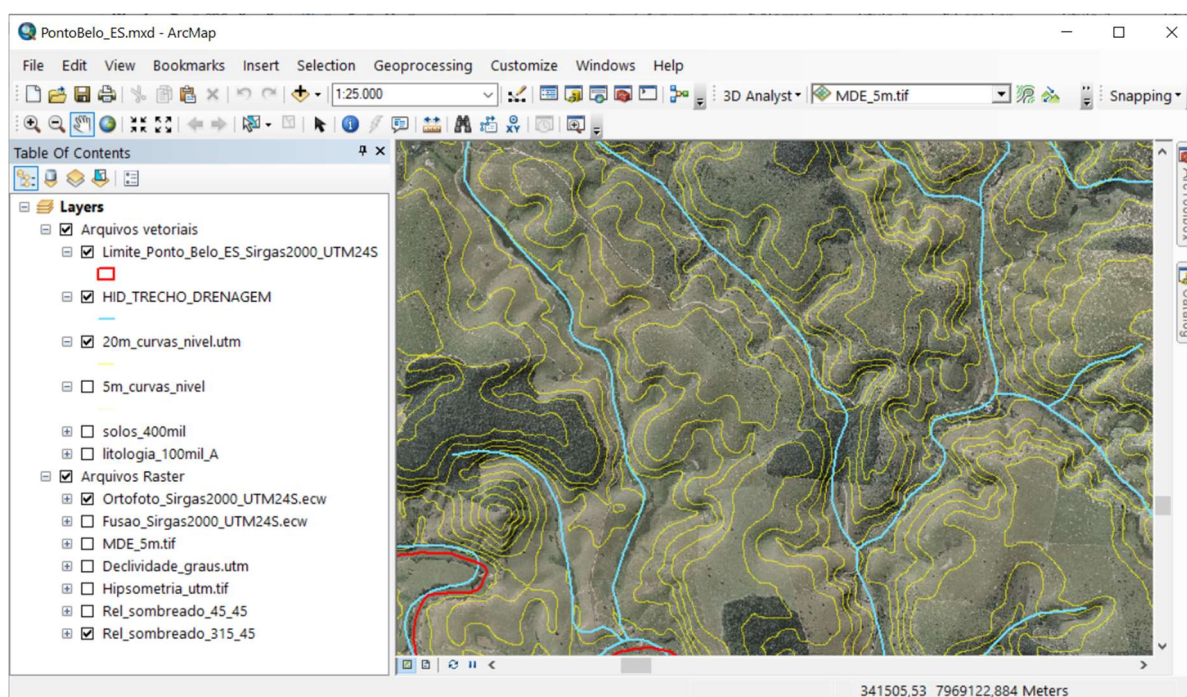 PontoBelo_ES.mxd - ArcMap
File Edit View Bookmarks Insert Selection Geoprocessing Customize Windows Help
1:25.000 3D Analyst MDE_5m.tif Snapping
Table Of Contents
Layers
Arquivos vetoriais
Limite_Ponto_Belo_ES_Sirgas2000_UTM24S
HID_TRECHO_DRENAGEM
20m_curvas_nivel.utm
5m_curvas_nivel
solos_400mil
litologia_100mil_A
Arquivos Raster
Ortofoto_Sirgas2000_UTM24S.ecw
Fusao_Sirgas2000_UTM24S.ecw
MDE_5m.tif
Declividade_graus.utm
Hipsometria_utm.tif
Rel_sombreado_45_45
Rel_sombreado_315_45
341505,53 7969122,884 Meters